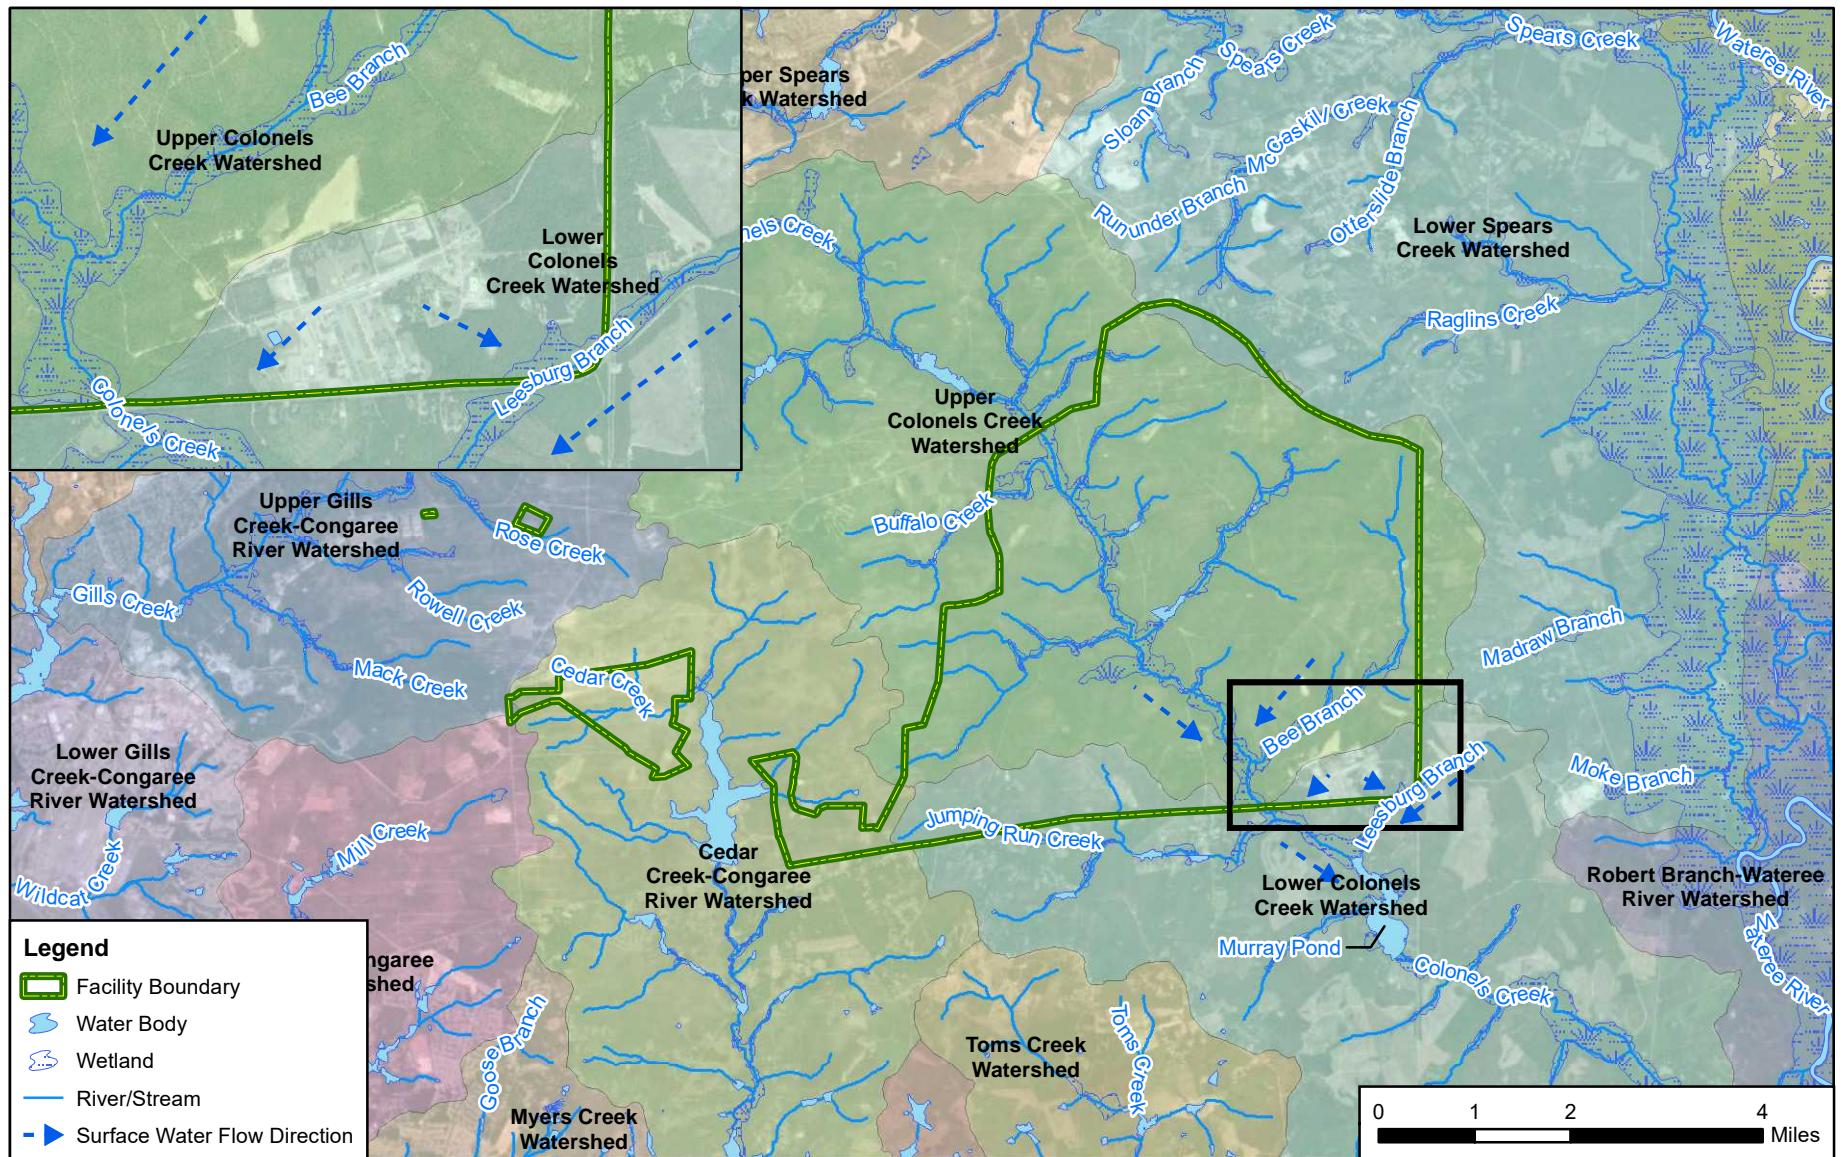 Bee Branch
Upper Colonels
Creek Watershed
Lower
Colonels
Creek Watershed
Leesburg Branch
Colonels Creek
per Spears
k Watershed
Sloan Branch
Spears Creek
Spears Creek
Wateree River
McCaskill Creek
Rununder Branch
Otterslide Branch
Lower Spears
Creek Watershed
Raglins Creek
nels Creek
Upper
Colonels Creek
Watershed
Buffalo Creek
Upper Gills
Creek-Congaree
River Watershed
Rose Creek
Rowell Creek
Gills Creek
Mack Creek
Cedar Creek
Madraw Branch
Bee Branch
Leesburg Branch
Moke Branch
Lower Gills
Creek-Congaree
River Watershed
Mill Creek
Wildcat Creek
Jumping Run Creek
Cedar
Creek-Congaree
River Watershed
Lower Colonels
Creek Watershed
Robert Branch-Wateree
River Watershed
Murray Pond
Colonels Creek
Wateree River
ngaree
shed
Goose Branch
Toms Creek
Watershed
Toms Creek
Myers Creek
Watershed
Legend
Facility Boundary
Water Body
Wetland
River/Stream
Surface Water Flow Direction
0 1 2 4
Miles